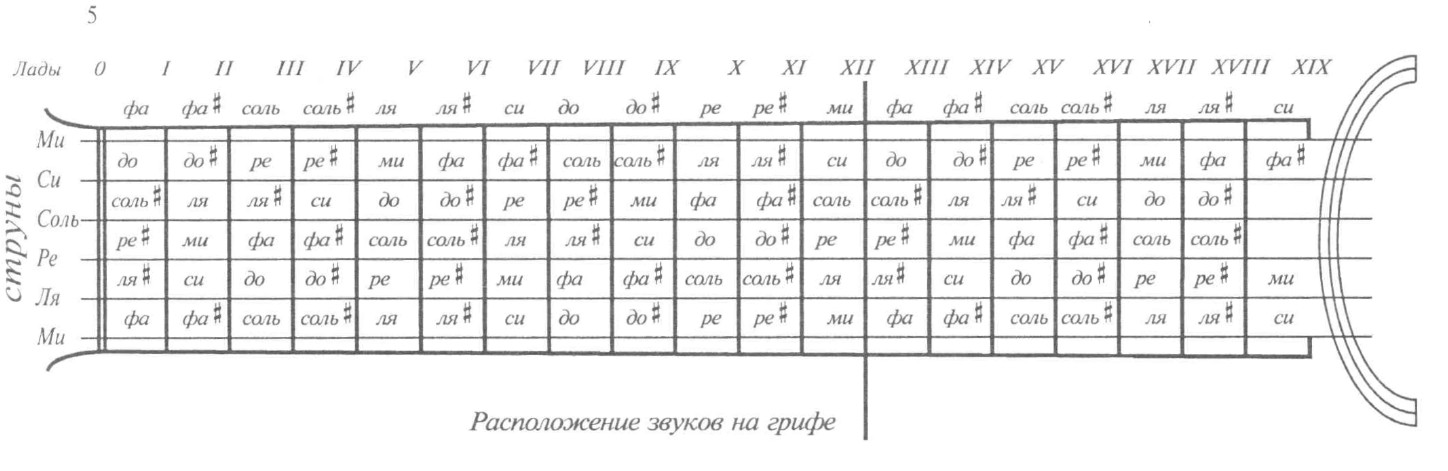 5
Лады 0 I II III IV V VI VII VIII IX X XI XII XIII XIV XV XVI XVII XVIII XIX
фа фа# соль соль# ля ля# си до до# ре ре# ми фа фа# соль соль# ля ля# си
Ми
до до# ре ре# ми фа фа# соль соль# ля ля# си до до# ре ре# ми фа фа#
Си
соль# ля ля# си до до# ре ре# ми фа фа# соль соль# ля ля# си до до#
Соль
ре# ми фа фа# соль соль# ля ля# си до до# ре ре# ми фа фа# соль соль#
Ре
ля# си до до# ре ре# ми фа фа# соль соль# ля ля# си до до# ре ре# ми
Ля
фа фа# соль соль# ля ля# си до до# ре ре# ми фа фа# соль соль# ля ля# си
Ми
струны
Расположение звуков на грифе